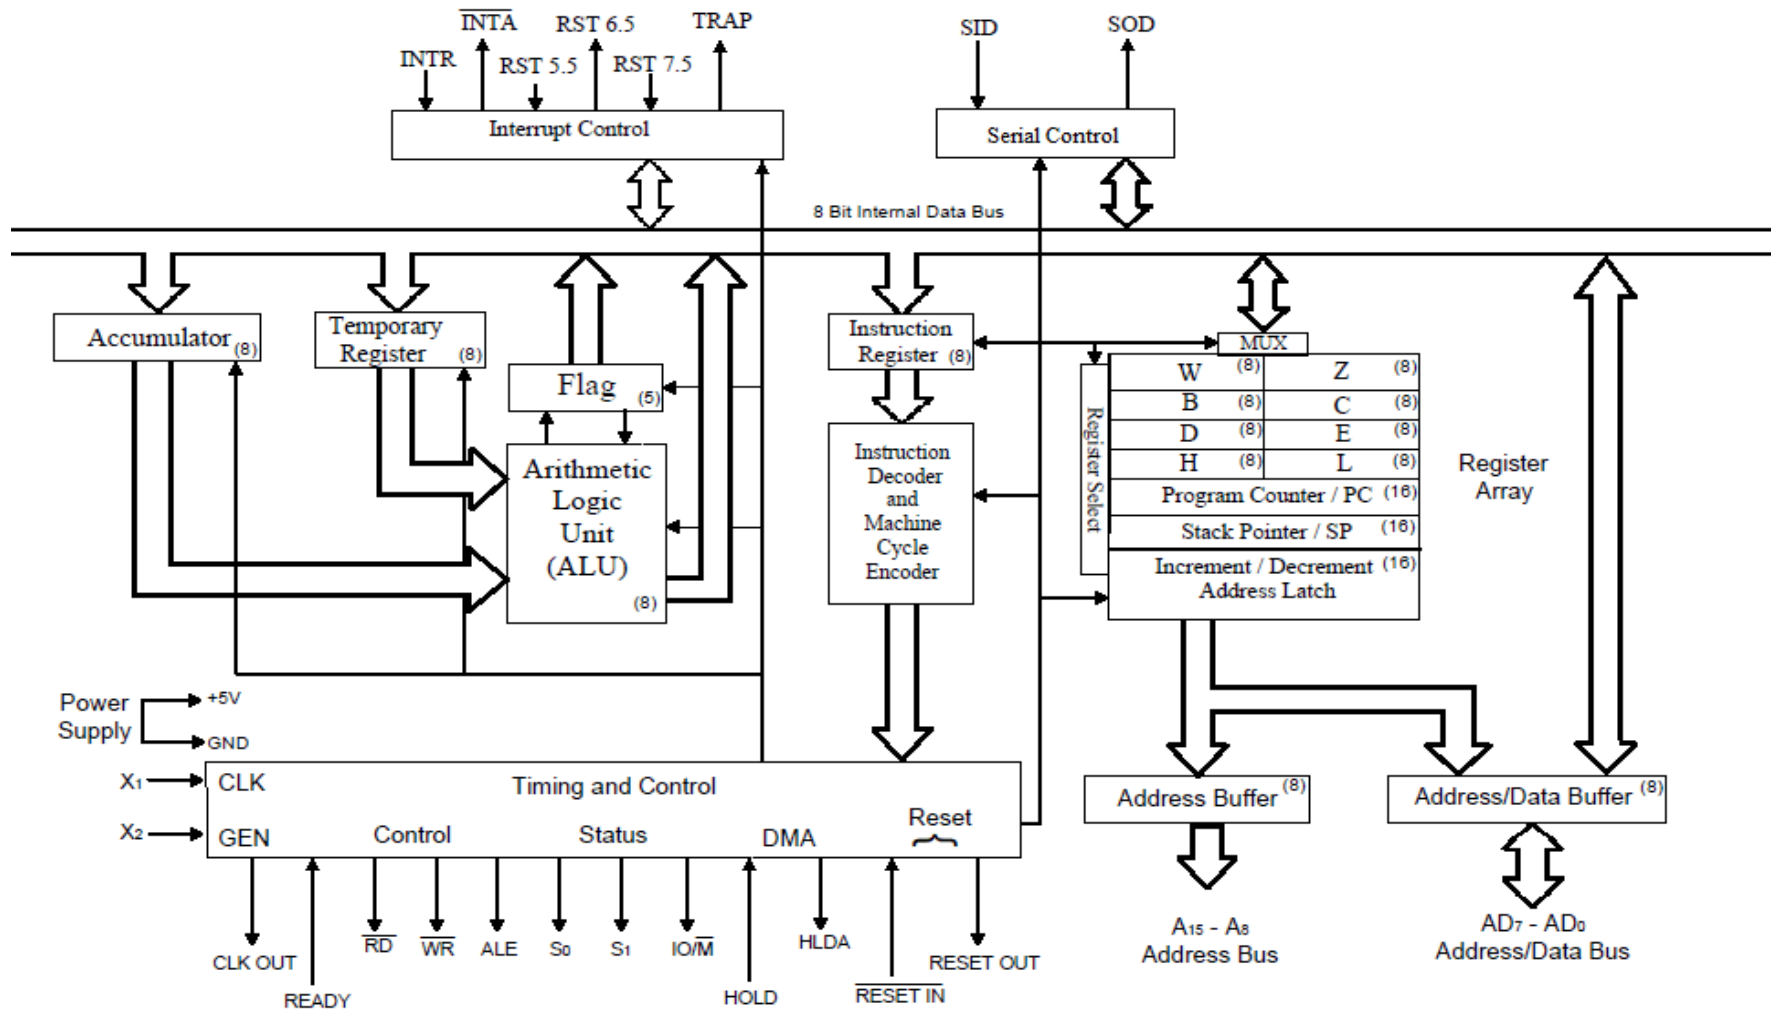 INTA
RST 6.5
TRAP
SID
SOD
INTR
RST 5.5
RST 7.5
Interrupt Control
Serial Control
8 Bit Internal Data Bus
Accumulator (8)
Temporary
Register (8)
Flag (5)
Arithmetic
Logic
Unit
(ALU)
(8)
Instruction
Register (8)
Instruction
Decoder
and
Machine
Cycle
Encoder
MUX
W (8) Z (8)
B (8) C (8)
D (8) E (8)
H (8) L (8)
Program Counter / PC (16)
Stack Pointer / SP (16)
Increment / Decrement (16)
Address Latch
Register Select
Register
Array
Power
Supply
+5V
GND
X1
X2
CLK
GEN
Timing and Control
Control
Status
DMA
Reset
CLK OUT
READY
RD
WR
ALE
S0
S1
IO/M
HOLD
HLDA
RESET IN
RESET OUT
Address Buffer (8)
Address/Data Buffer (8)
A15 - A8
Address Bus
AD7 - AD0
Address/Data Bus